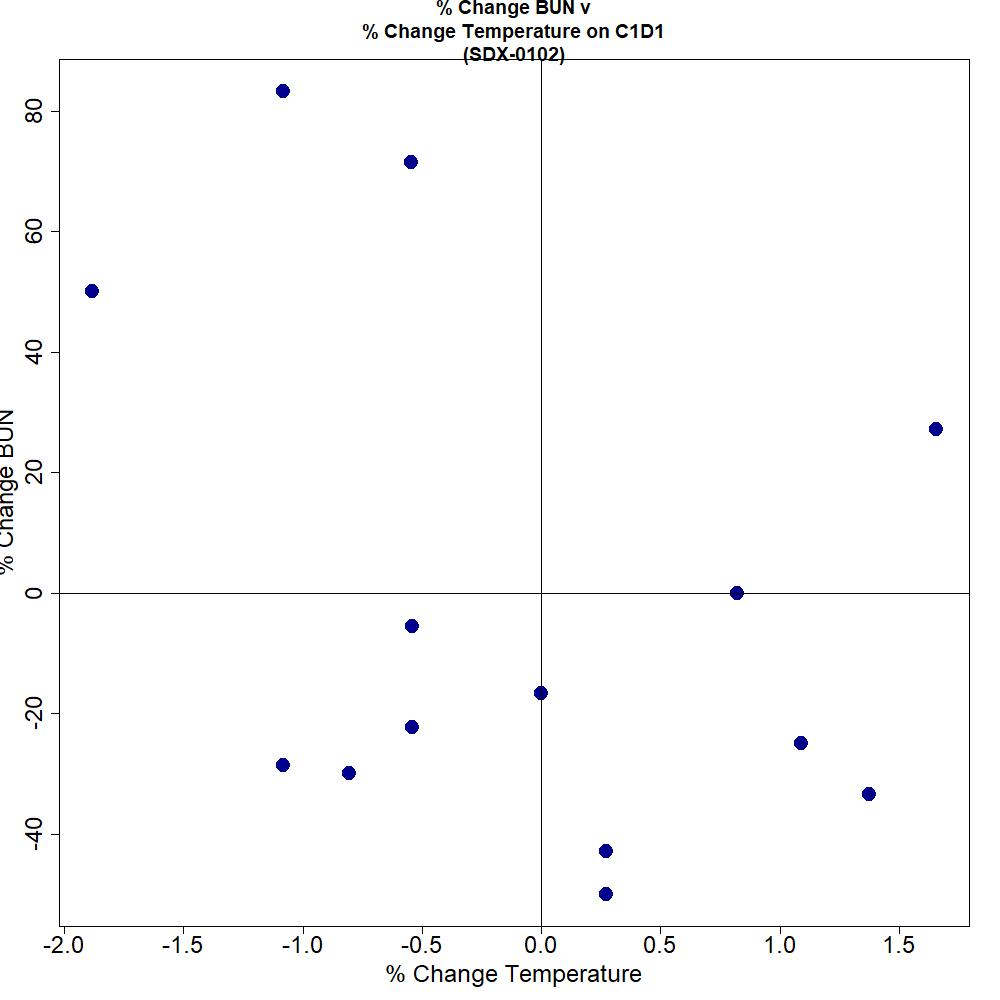 % Change BUN v
% Change Temperature on C1D1
(SDX-0102)
80
60
40
20
0
-20
-40
% Change BUN
-2.0 -1.5 -1.0 -0.5 0.0 0.5 1.0 1.5
% Change Temperature